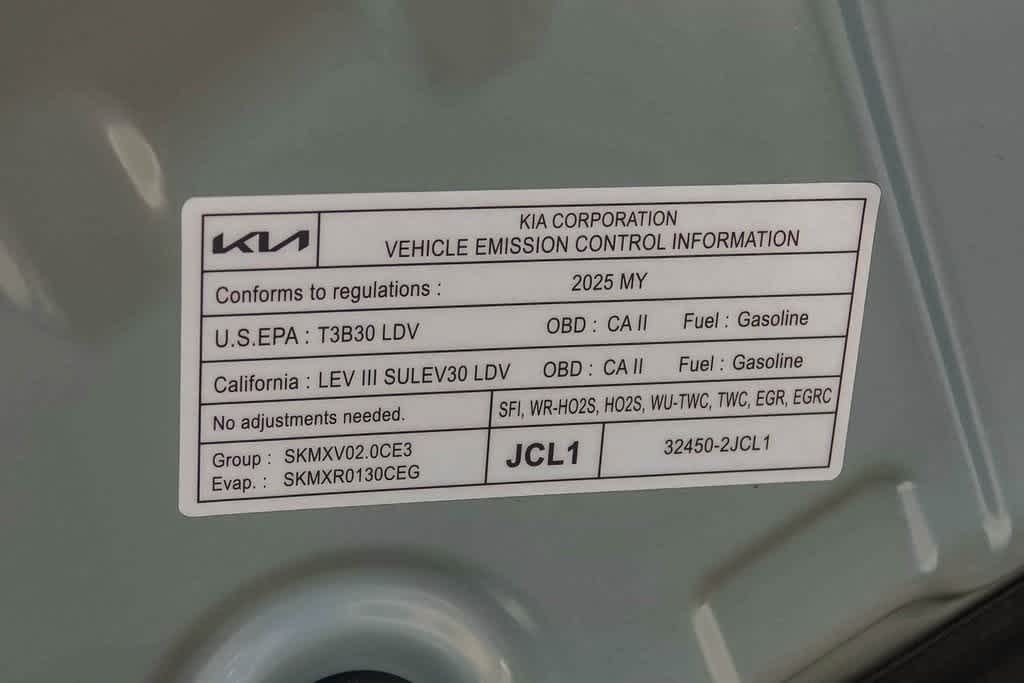 KIA
KIA CORPORATION
VEHICLE EMISSION CONTROL INFORMATION
Conforms to regulations : 2025 MY
U.S.EPA : T3B30 LDV OBD : CA II Fuel : Gasoline
California : LEV III SULEV30 LDV OBD : CA II Fuel : Gasoline
No adjustments needed. SFI, WR-HO2S, HO2S, WU-TWC, TWC, EGR, EGRC
Group : SKMXV02.0CE3
Evap. : SKMXR0130CEG
JCL1 32450-2JCL1